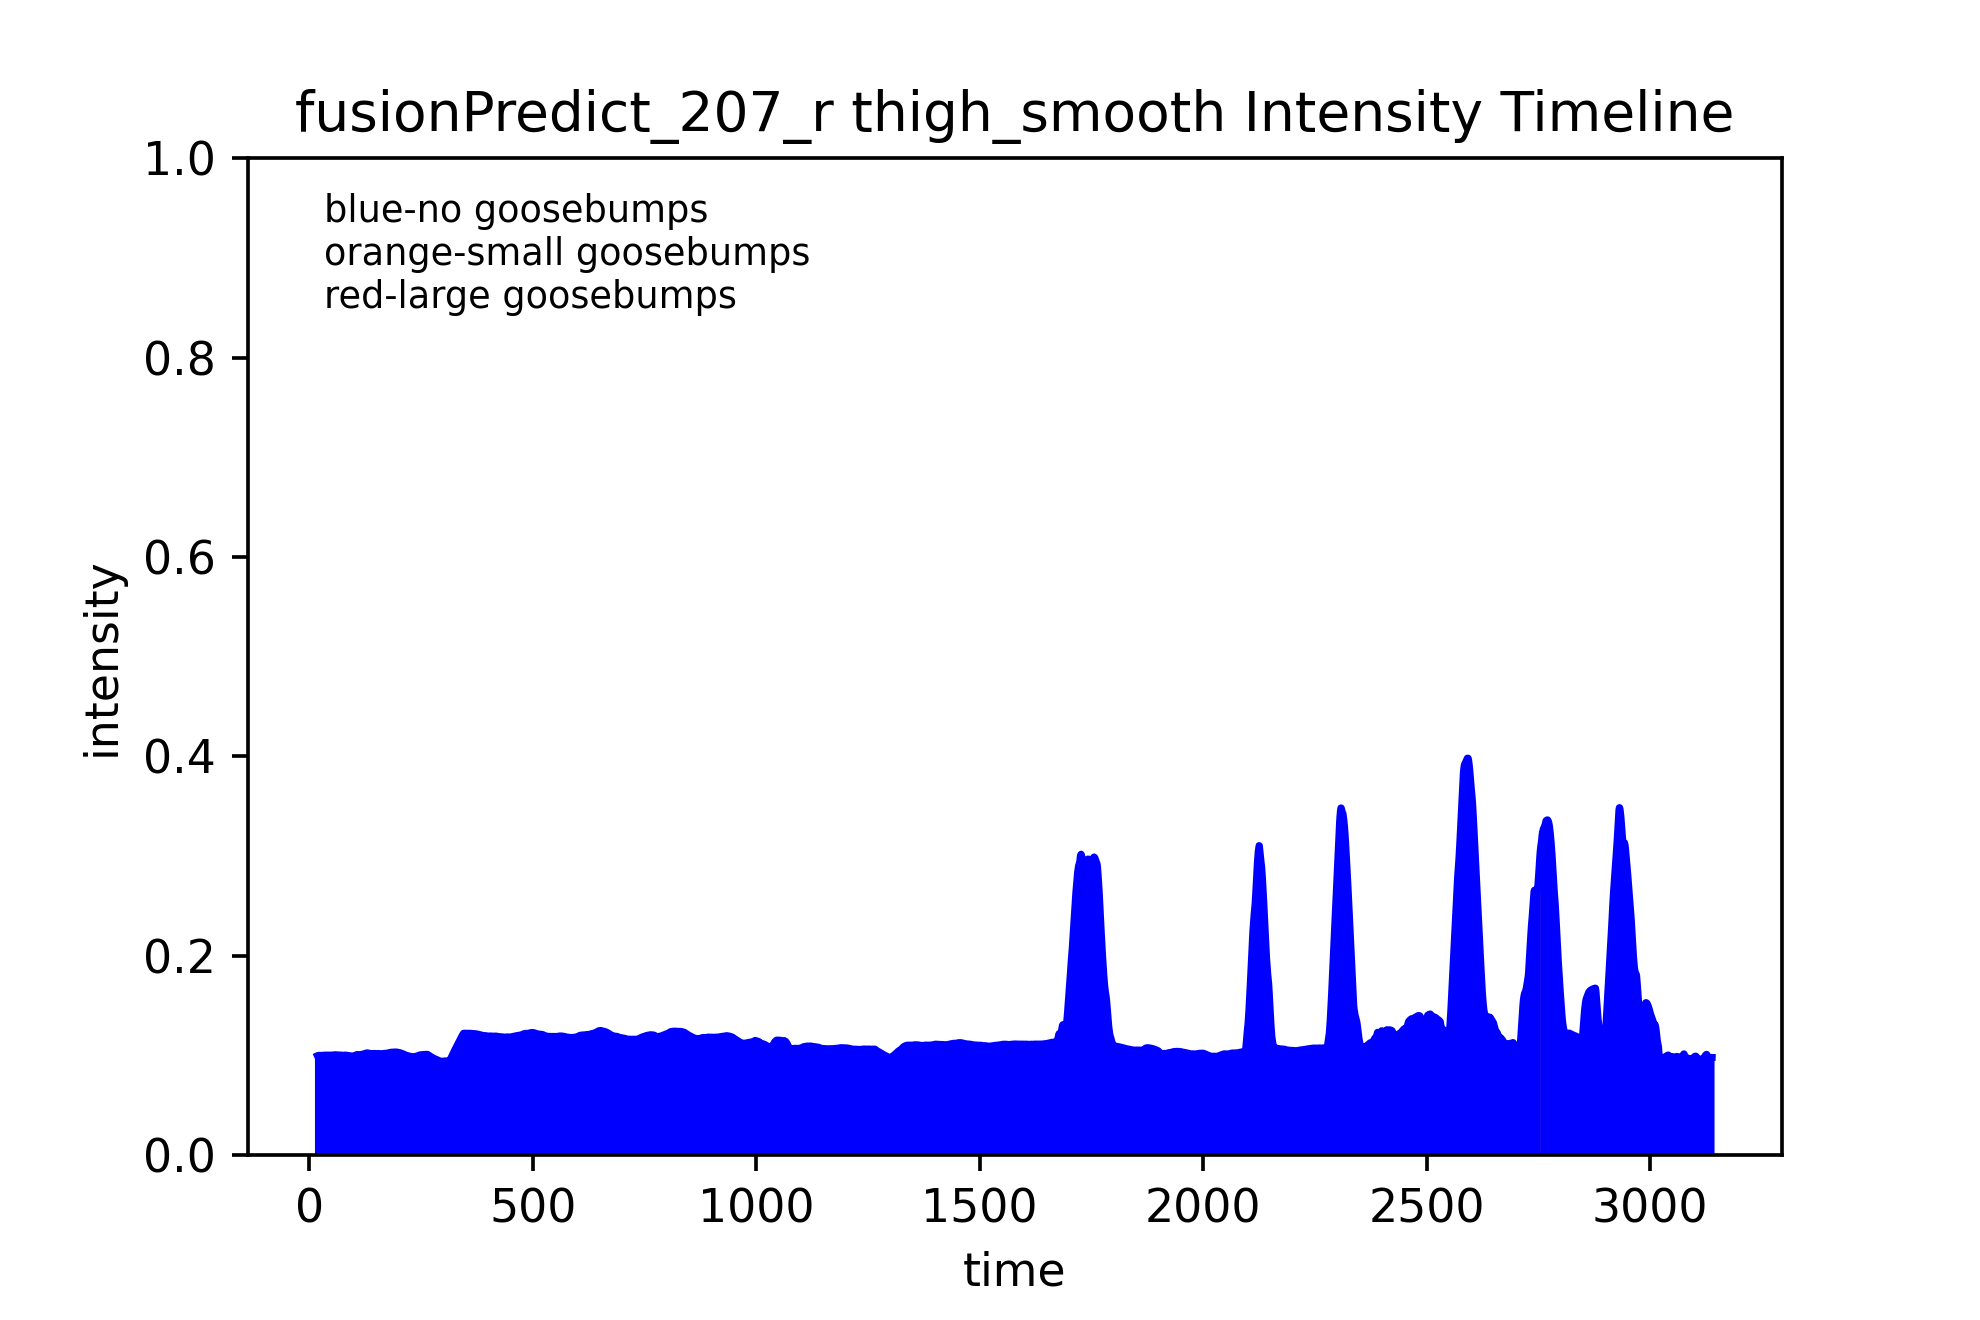 fusionPredict_207_r thigh_smooth Intensity Timeline
1.0
blue-no goosebumps
orange-small goosebumps
red-large goosebumps
0.8
0.6
intensity
0.4
0.2
0.0
0 500 1000 1500 2000 2500 3000
time